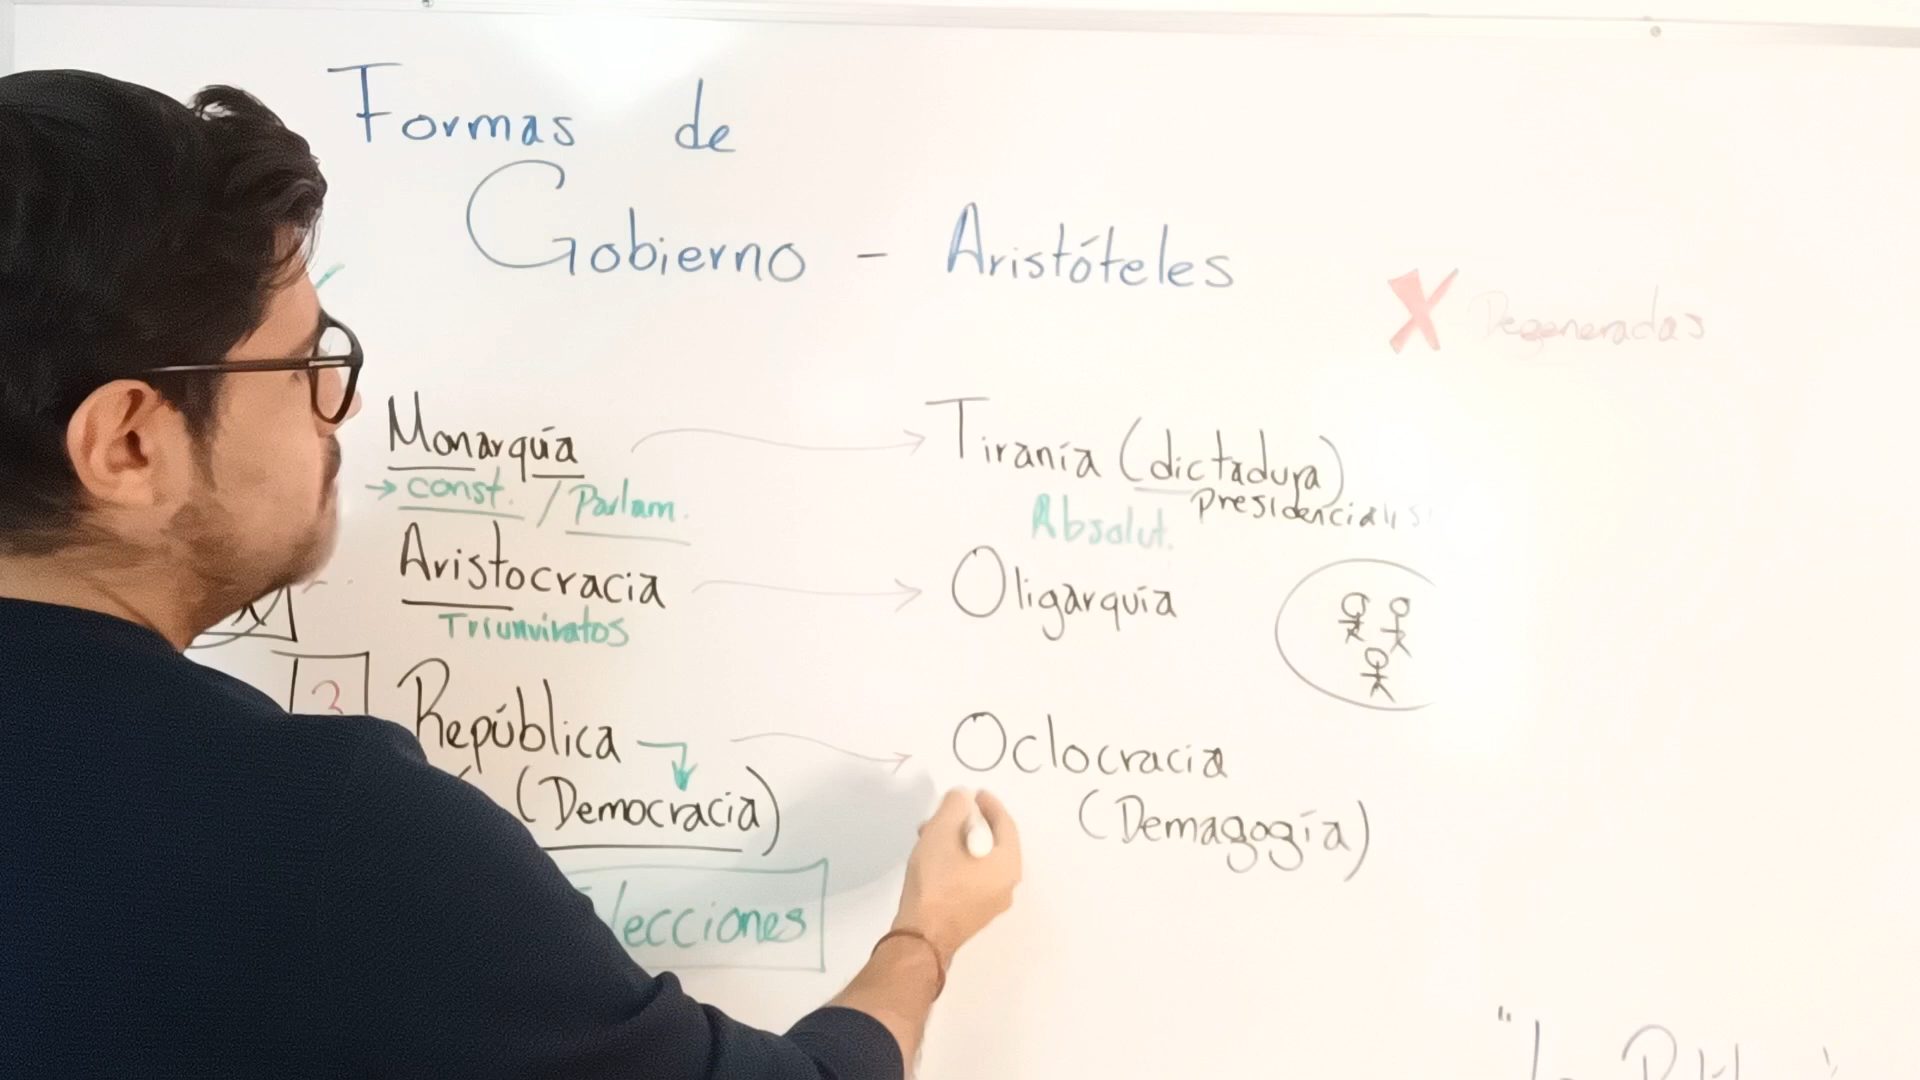 Formas de
Gobierno - Aristóteles
X Degeneradas
Monarquía → Tiranía (dictadura)
→ const. / Parlam.
Absolut. presidencialis
Aristocracia → Oligarquía
Triunviratos
3
República → Oclocracia
(Democracia) (Demagogía)
lecciones